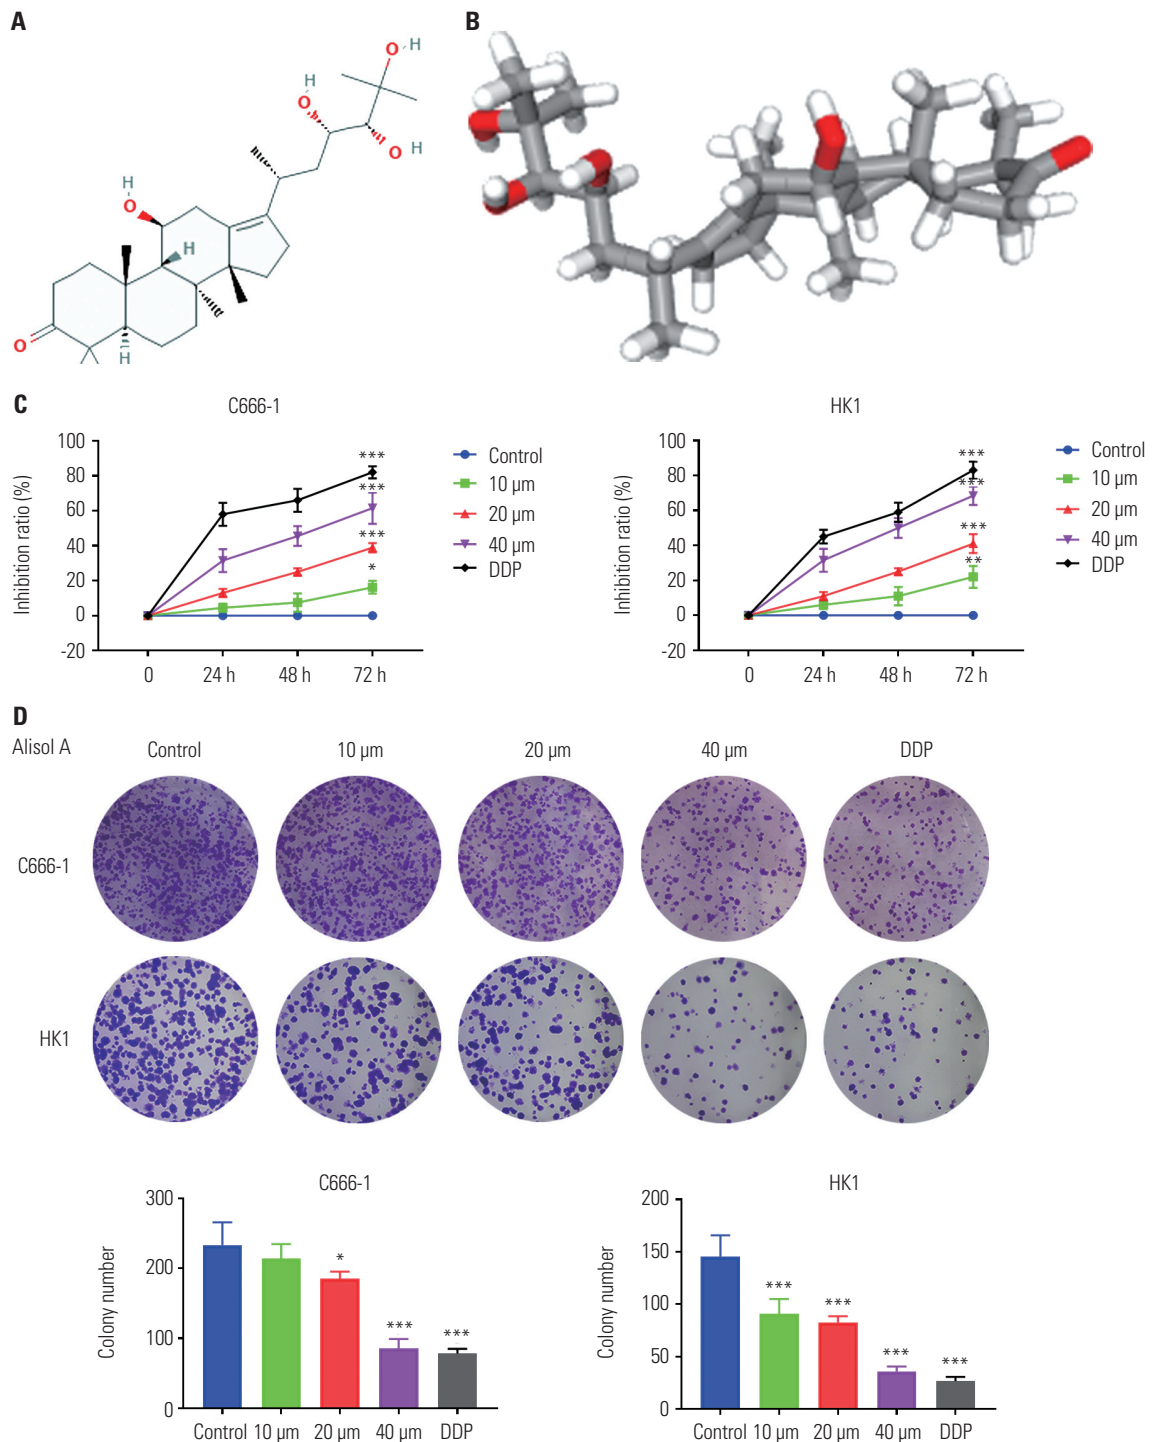 A
B
O H
H
O
O H
H
O
H
O
H
C
C666-1
HK1
Inhibition ratio (%)
100
80
60
40
20
0
-20
0 24 h 48 h 72 h
***
***
***
*
Control
10 µm
20 µm
40 µm
DDP
Inhibition ratio (%)
100
80
60
40
20
0
-20
0 24 h 48 h 72 h
***
***
***
**
Control
10 µm
20 µm
40 µm
DDP
D
Alisol A Control 10 µm 20 µm 40 µm DDP
C666-1
HK1
C666-1
Colony number
300
200
100
0
*
***
***
Control 10 µm 20 µm 40 µm DDP
HK1
Colony number
200
150
100
50
0
***
***
***
***
Control 10 µm 20 µm 40 µm DDP